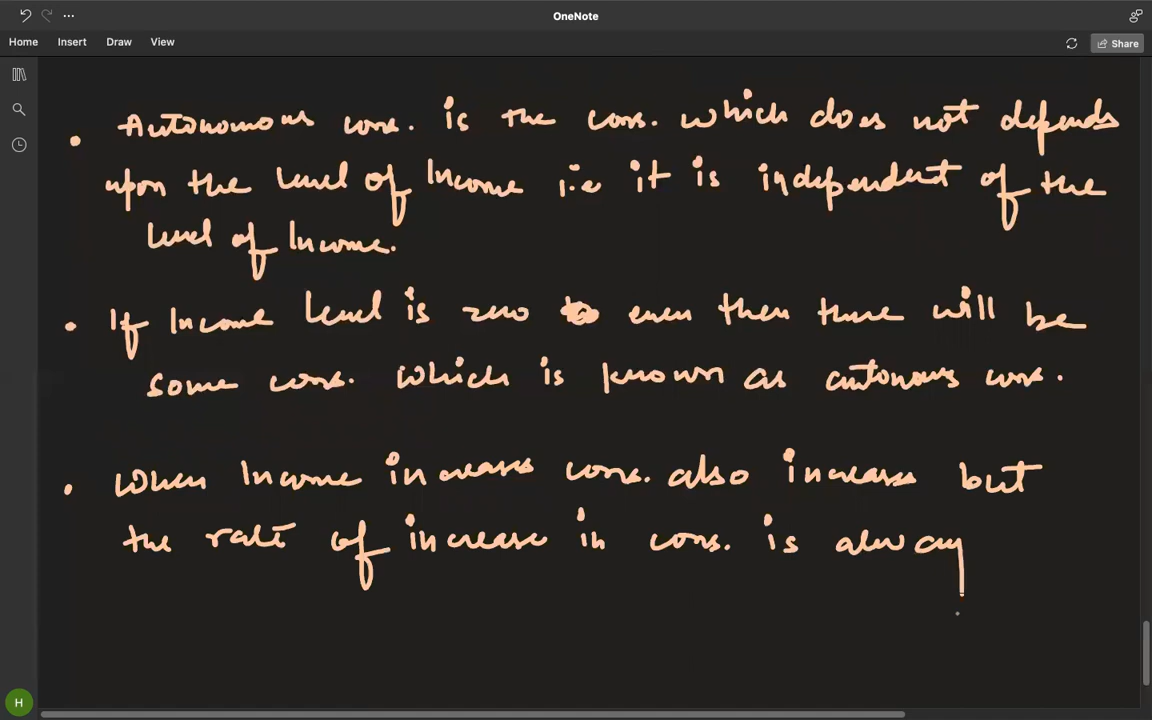 OneNote
Home Insert Draw View Share
• Autonomous cons. is the cons. which does not depends
upon the level of Income i.e it is independent of the
level of Income.
• If Income level is zero even then there will be
some cons. which is known as autonous cons.
• When Income increases cons. also increases but
the rate of increase in cons. is alway
H